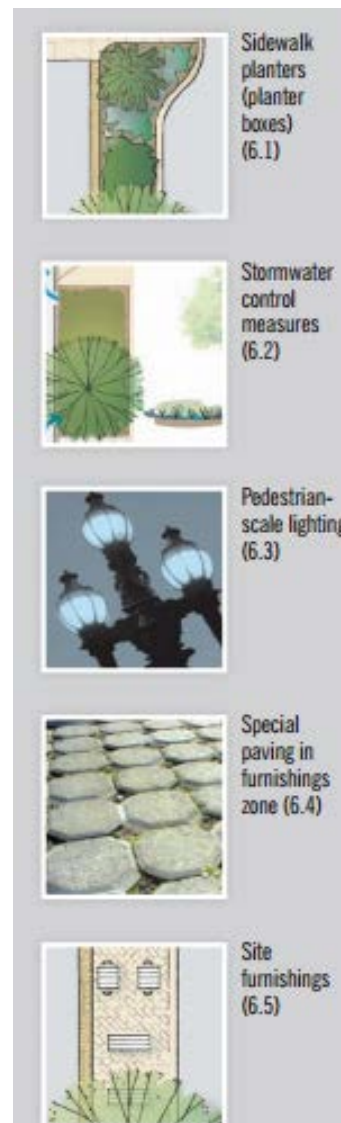 Sidewalk
planters
(planter
boxes)
(6.1)
Stormwater
control
measures
(6.2)
Pedestrian-
scale lighting
(6.3)
Special
paving in
furnishings
zone (6.4)
Site
furnishings
(6.5)